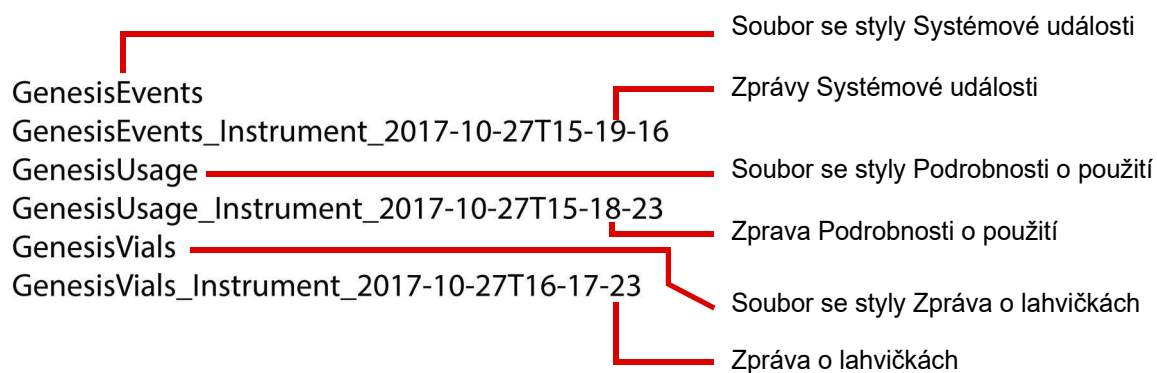 Soubor se styly Systémové události
GenesisEvents
Zprávy Systémové události
GenesisEvents_Instrument_2017-10-27T15-19-16
GenesisUsage
Soubor se styly Podrobnosti o použití
GenesisUsage_Instrument_2017-10-27T15-18-23
Zprava Podrobnosti o použití
GenesisVials
GenesisVials_Instrument_2017-10-27T16-17-23
Soubor se styly Zpráva o lahvičkách
Zpráva o lahvičkách